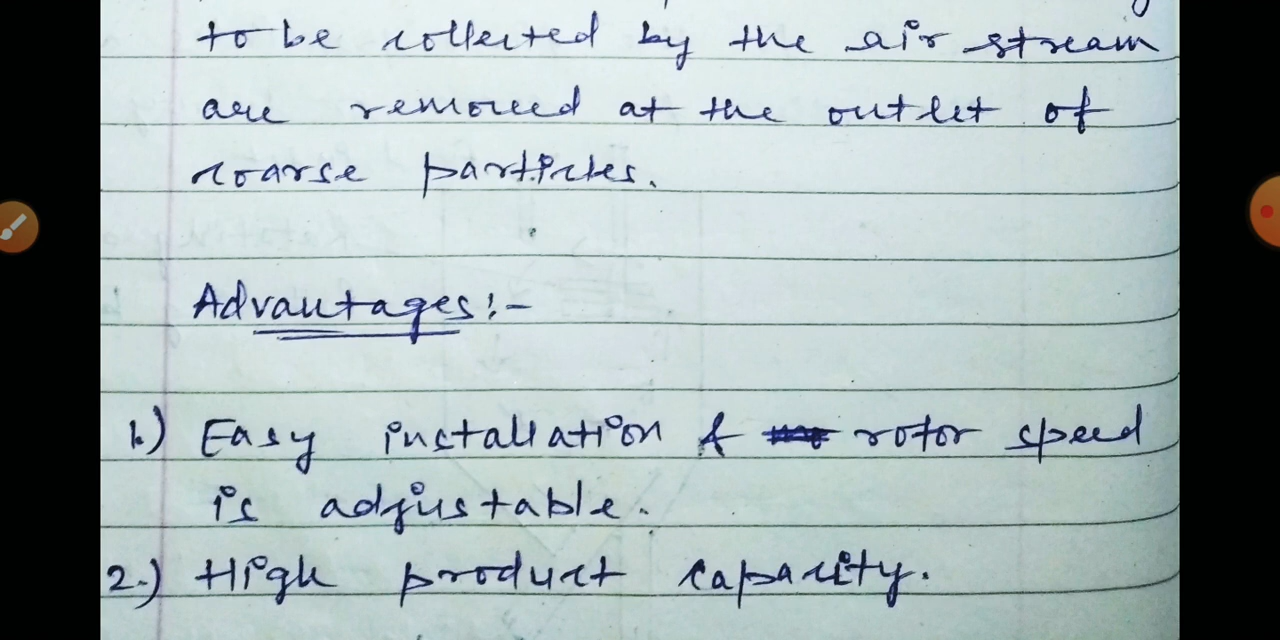 to be collected by the air stream
are removed at the outlet of
coarse particles.
Advantages:-
1.) Easy installation & rotor speed
is adjustable.
2.) High product capacity.